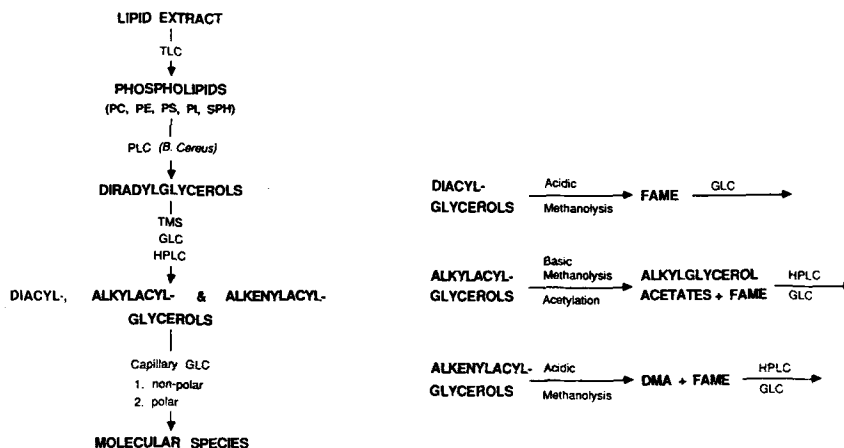 LIPID EXTRACT
TLC
PHOSPHOLIPIDS
(PC, PE, PS, PI, SPH)
PLC (B. Cereus)
DIRADYLGLYCEROLS
TMS
GLC
HPLC
DIACYL-, ALKYLACYL- & ALKENYLACYL-
GLYCEROLS
Capillary GLC
1. non-polar
2. polar
MOLECULAR SPECIES
DIACYL- Acidic FAME GLC
GLYCEROLS Methanolysis
Basic
ALKYLACYL- Methanolysis ALKYLGLYCEROL HPLC
GLYCEROLS Acetylation ACETATES + FAME GLC
ALKENYLACYL- Acidic DMA + FAME HPLC
GLYCEROLS Methanolysis GLC